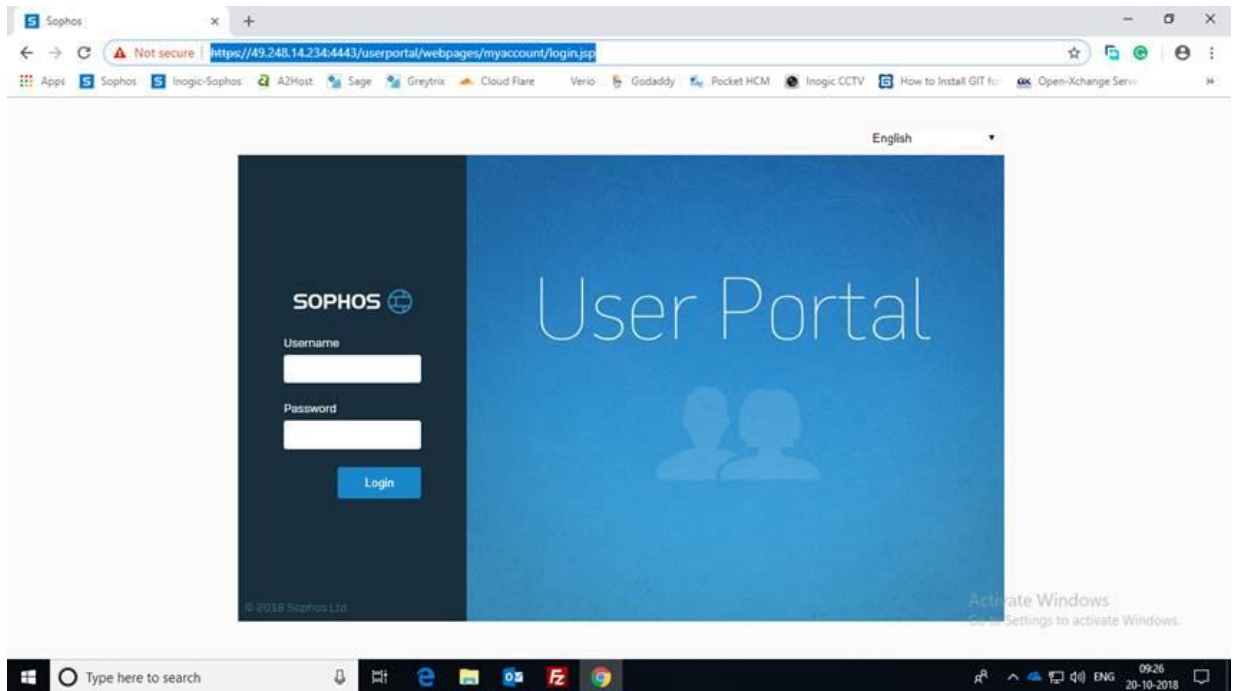 Sophos
Not secure | https://49.248.14.234:4443/userportal/webpages/myaccount/login.jsp
Apps Sophos Inogic-Sophos A2Host Sage Greytrix Cloud Flare Verio Godaddy Pocket HCM Inogic CCTV How to Install GIT fo Open-Xchange Serv
English
SOPHOS
User Portal
Username
Password
Login
© 2018 Sophos Ltd
Activate Windows
Go to Settings to activate Windows.
Type here to search
ENG
09:26
20-10-2018